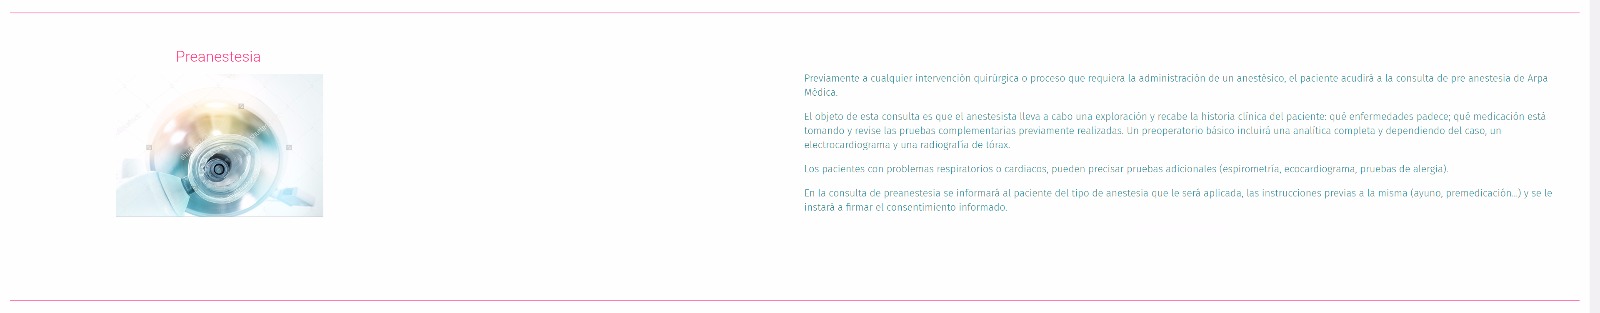 Preanestesia
Previamente a cualquier intervención quirúrgica o proceso que requiera la administración de un anestésico, el paciente acudirá a la consulta de pre anestesia de Arpa
Médica.
El objeto de esta consulta es que el anestesista lleva a cabo una exploración y recabe la historia clínica del paciente: qué enfermedades padece; qué medicación está
tomando y revise las pruebas complementarias previamente realizadas. Un preoperatorio básico incluirá una analítica completa y dependiendo del caso, un
electrocardiograma y una radiografía de tórax.
Los pacientes con problemas respiratorios o cardiacos, pueden precisar pruebas adicionales (espirometría, ecocardiograma, pruebas de alergia).
En la consulta de preanestesia se informará al paciente del tipo de anestesia que le será aplicada, las instrucciones previas a la misma (ayuno, premedicación...) y se le
instará a firmar el consentimiento informado.